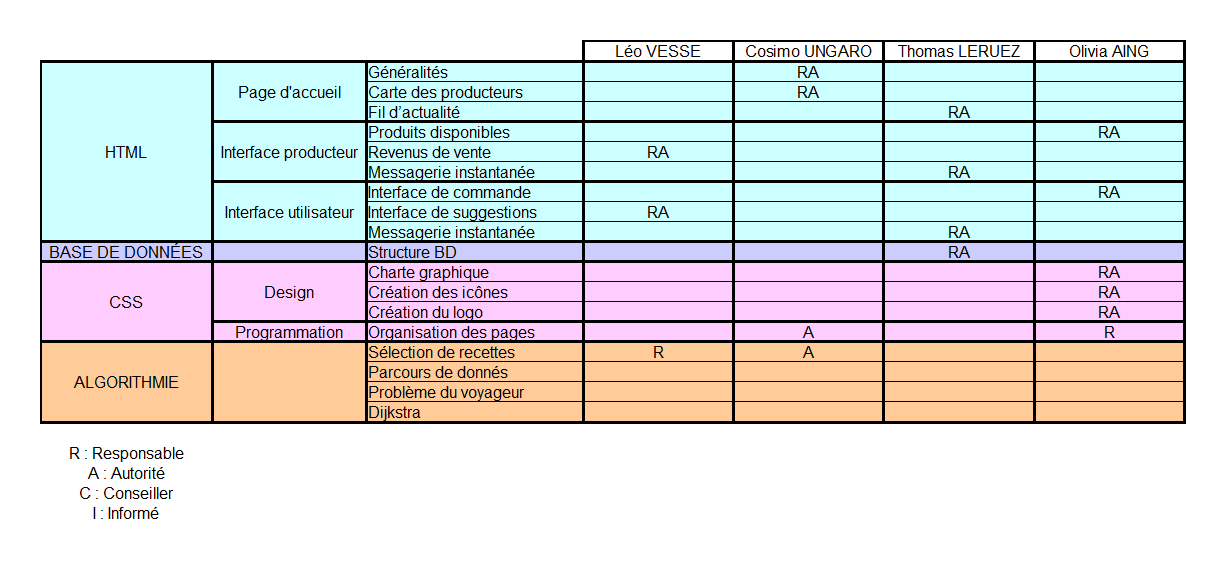 Léo VESSE Cosimo UNGARO Thomas LERUEZ Olivia AING
Généralités RA
Page d'accueil Carte des producteurs RA
Fil d’actualité RA
Produits disponibles RA
HTML Interface producteur Revenus de vente RA
Messagerie instantanée RA
Interface de commande RA
Interface utilisateur Interface de suggestions RA
Messagerie instantanée RA
BASE DE DONNÉES Structure BD RA
Charte graphique RA
Design Création des icônes RA
CSS
Création du logo RA
Programmation Organisation des pages A R
Sélection de recettes R A
Parcours de donnés
ALGORITHMIE
Problème du voyageur
Dijkstra
R : Responsable
A : Autorité
C : Conseiller
I : Informé